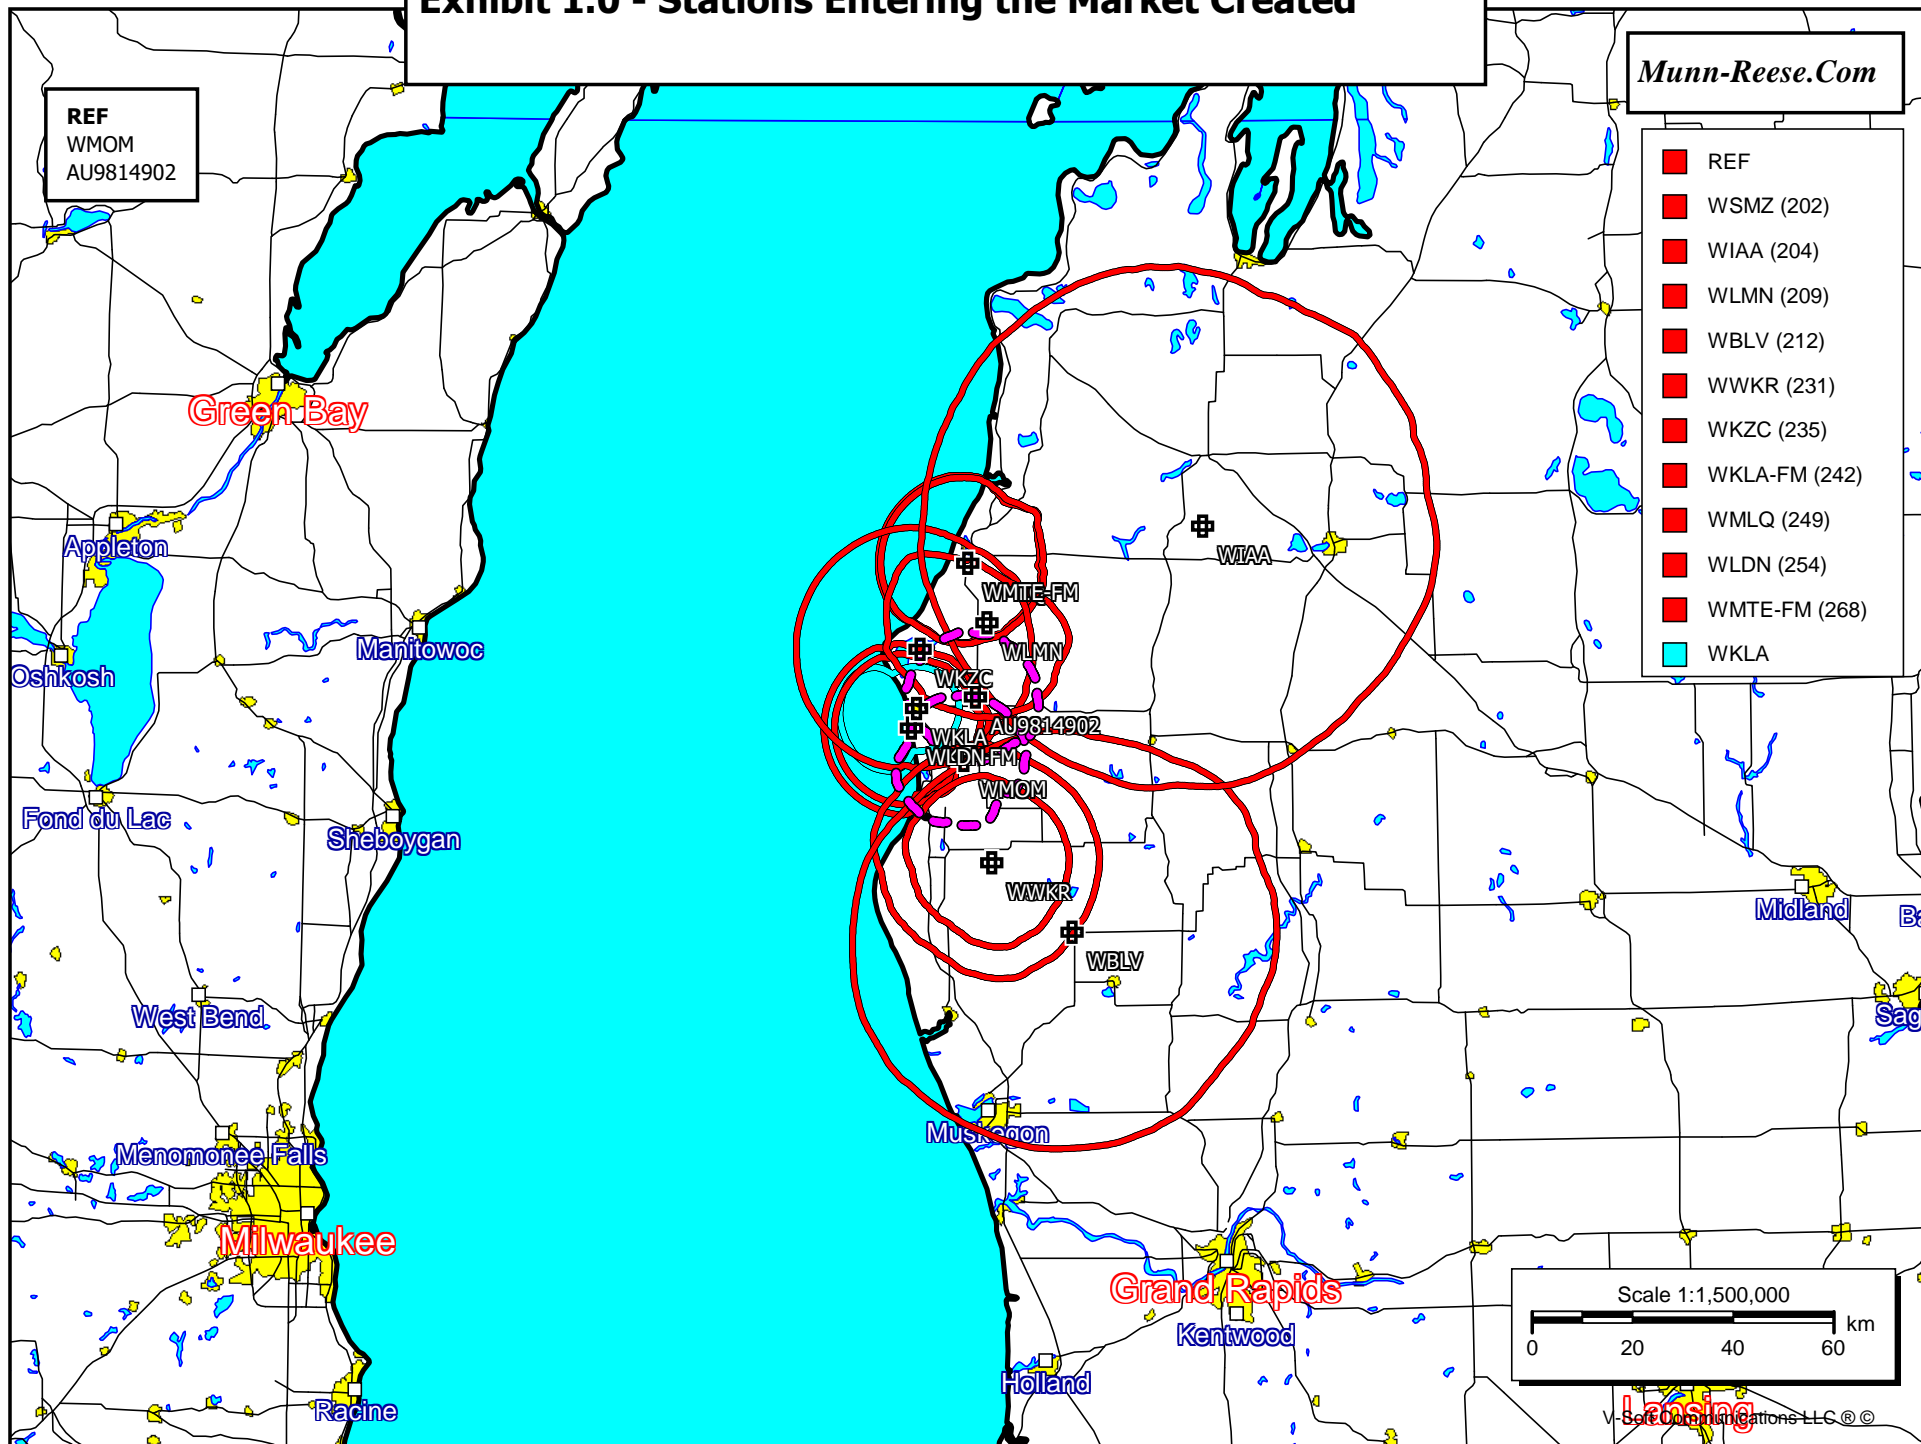 Exhibit 1.0 - Stations Entering the Market Created
Munn-Reese.Com
REF
WMOM
AU9814902
REF
WSMZ (202)
WIAA (204)
WLMN (209)
WBLV (212)
WWKR (231)
WKZC (235)
WKLA-FM (242)
WMLQ (249)
WLDN (254)
WMTE-FM (268)
WKLA
Green Bay
Appleton
Oshkosh
Manitowoc
Fond du Lac
Sheboygan
West Bend
Menomonee Falls
Milwaukee
Racine
WIAA
WMTE-FM
WLMN
WKZC
AU9814902
WKLA
WLDN-FM
WMOM
WWKR
WBLV
Midland
Ba
Sag
Muskegon
Grand Rapids
Kentwood
Holland
Lansing
Scale 1:1,500,000
km
0 20 40 60
V-Soft Communications LLC ® ©